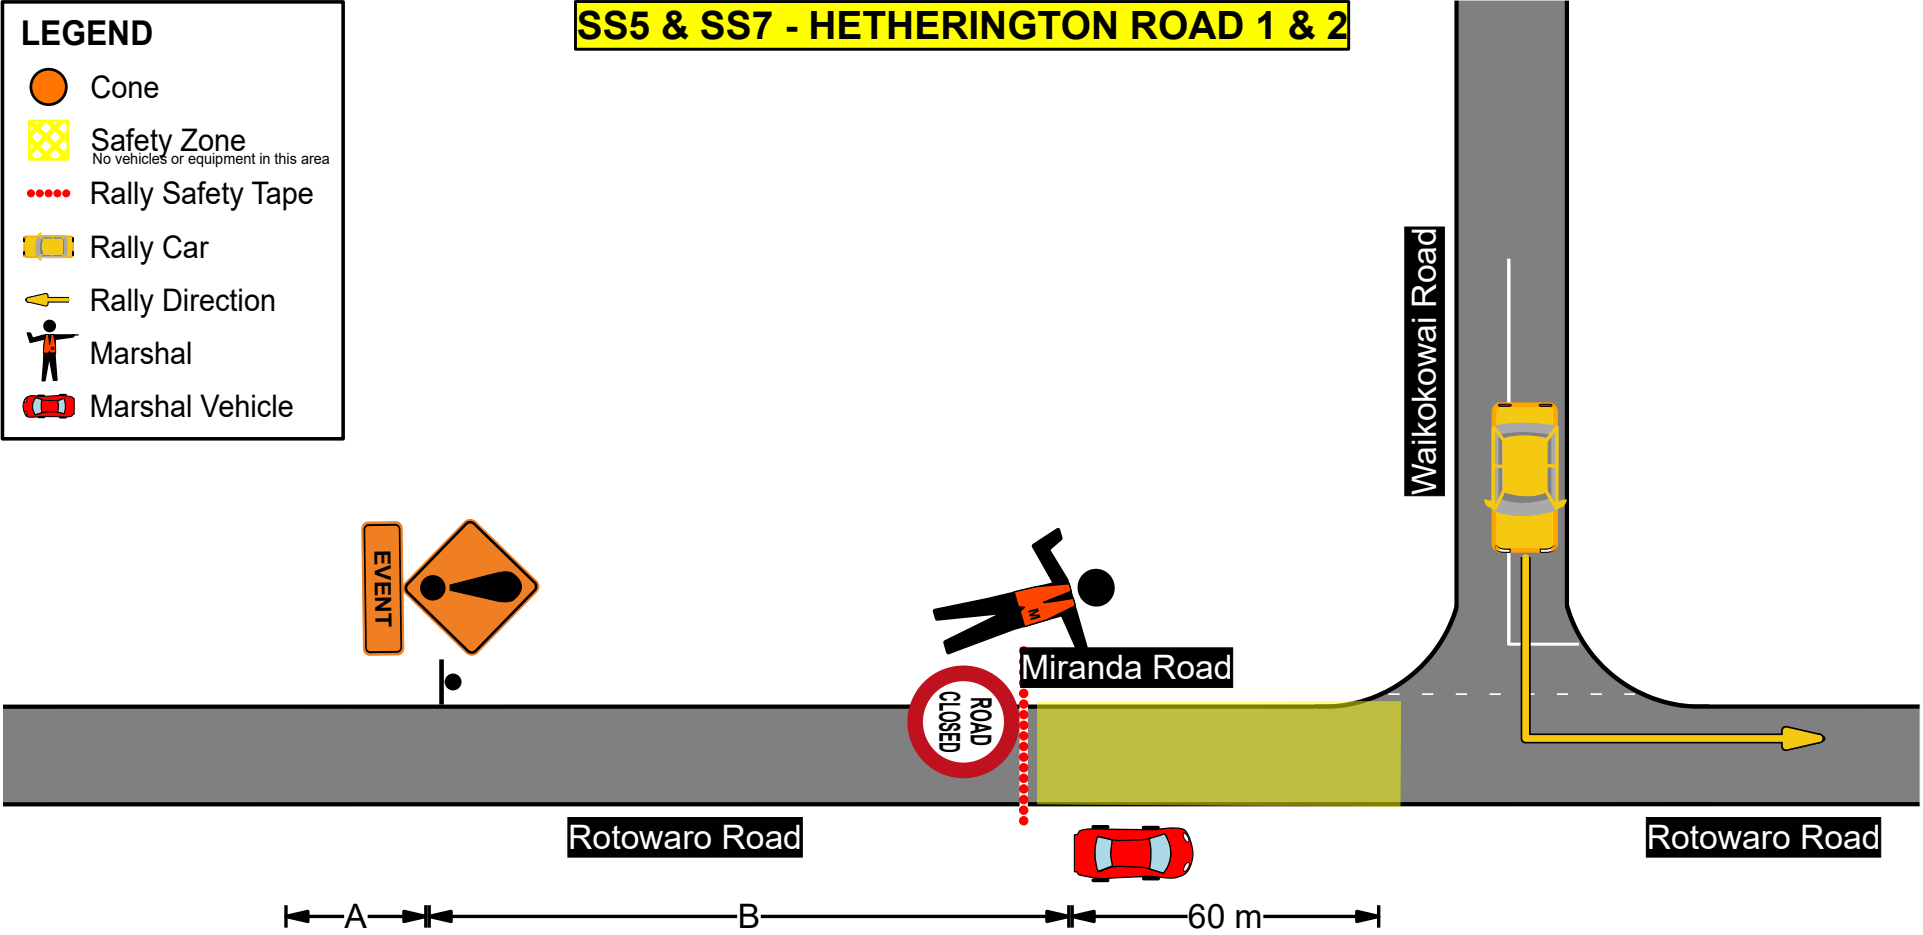 SS5 & SS7 - HETHERINGTON ROAD 1 & 2
LEGEND
Cone
Safety Zone
No vehicles or equipment in this area
Rally Safety Tape
Rally Car
Rally Direction
Marshal
Marshal Vehicle
Waikokowai Road
EVENT
M
Miranda Road
ROAD
CLOSED
Rotowaro Road
Rotowaro Road
A
B
60 m